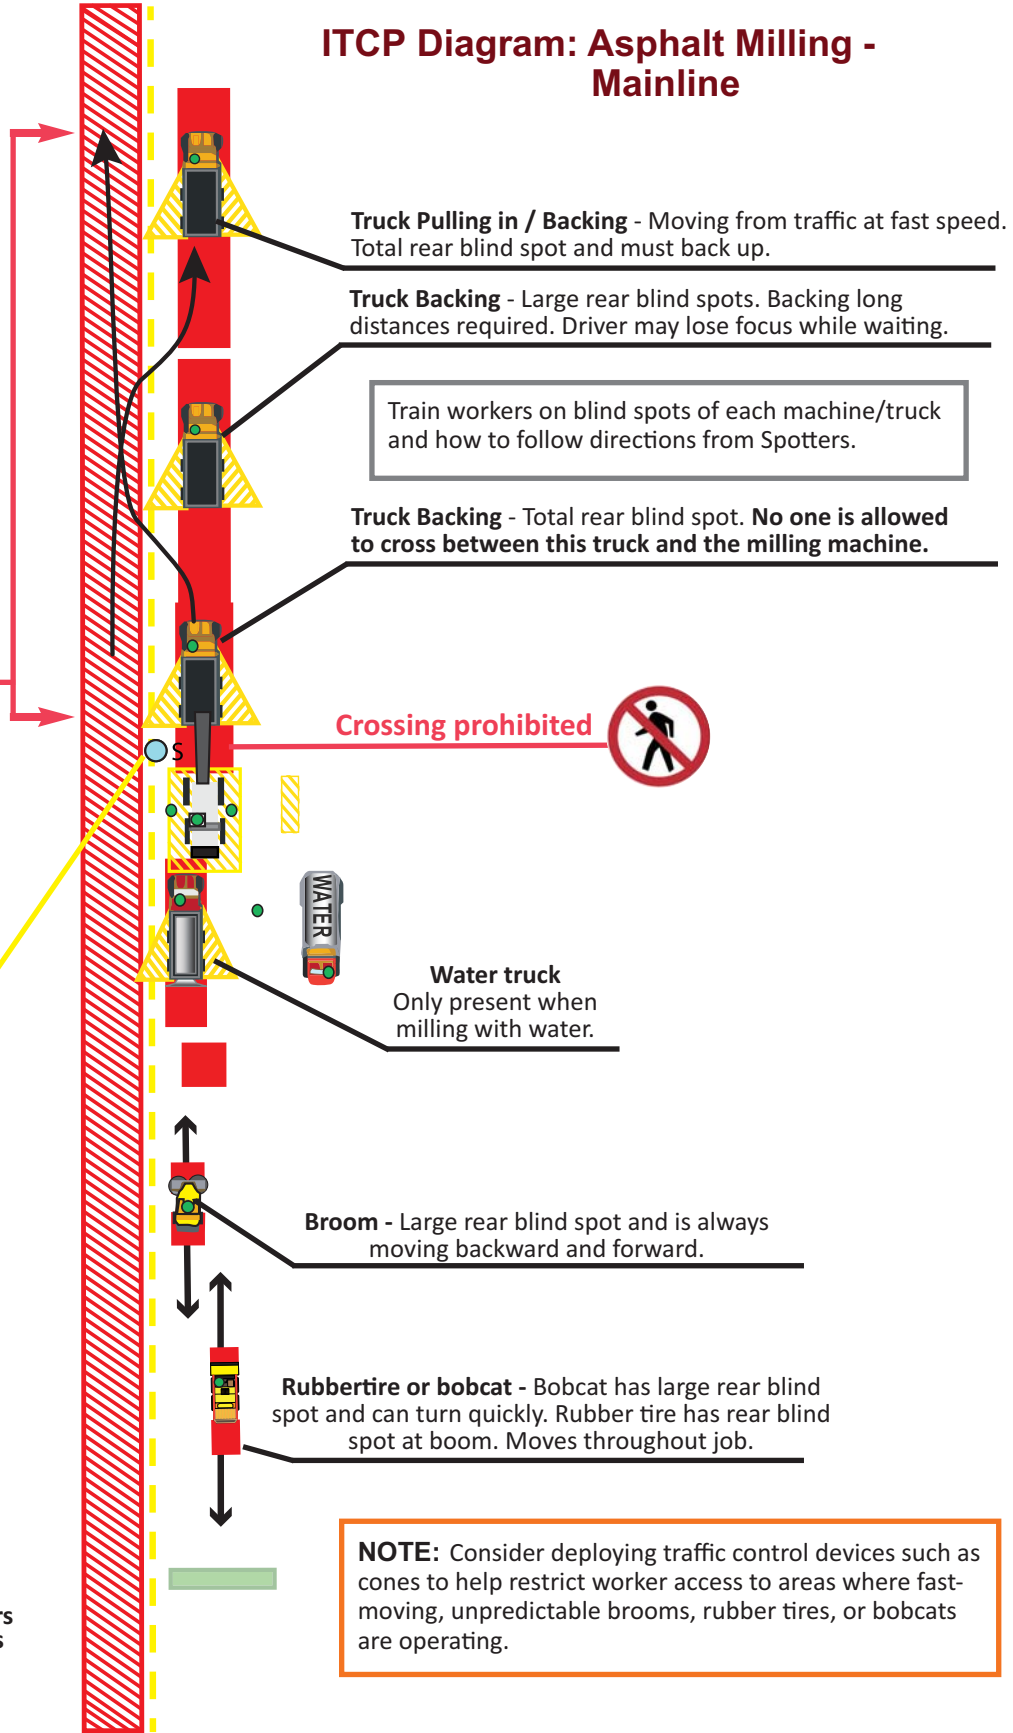 ITCP Diagram: Asphalt Milling -
Mainline
Truck Pulling in / Backing - Moving from traffic at fast speed.
Total rear blind spot and must back up.
Truck Backing - Large rear blind spots. Backing long
distances required. Driver may lose focus while waiting.
Train workers on blind spots of each machine/truck
and how to follow directions from Spotters.
Truck Backing - Total rear blind spot. No one is allowed
to cross between this truck and the milling machine.
Crossing prohibited
S
WATER
Water truck
Only present when
milling with water.
Broom - Large rear blind spot and is always
moving backward and forward.
Rubbertire or bobcat - Bobcat has large rear blind
spot and can turn quickly. Rubber tire has rear blind
spot at boom. Moves throughout job.
NOTE: Consider deploying traffic control devices such as
cones to help restrict worker access to areas where fast-
moving, unpredictable brooms, rubber tires, or bobcats
are operating.